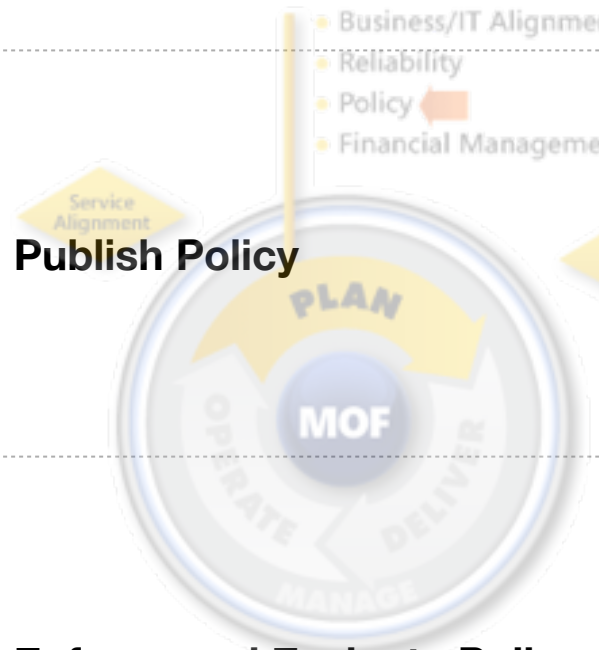 Business/IT Alignme
Reliability
Policy
Financial Manageme
Service
Alignment
Publish Policy
PLAN
MOF
OPERATE
DELIVER
MANAGE